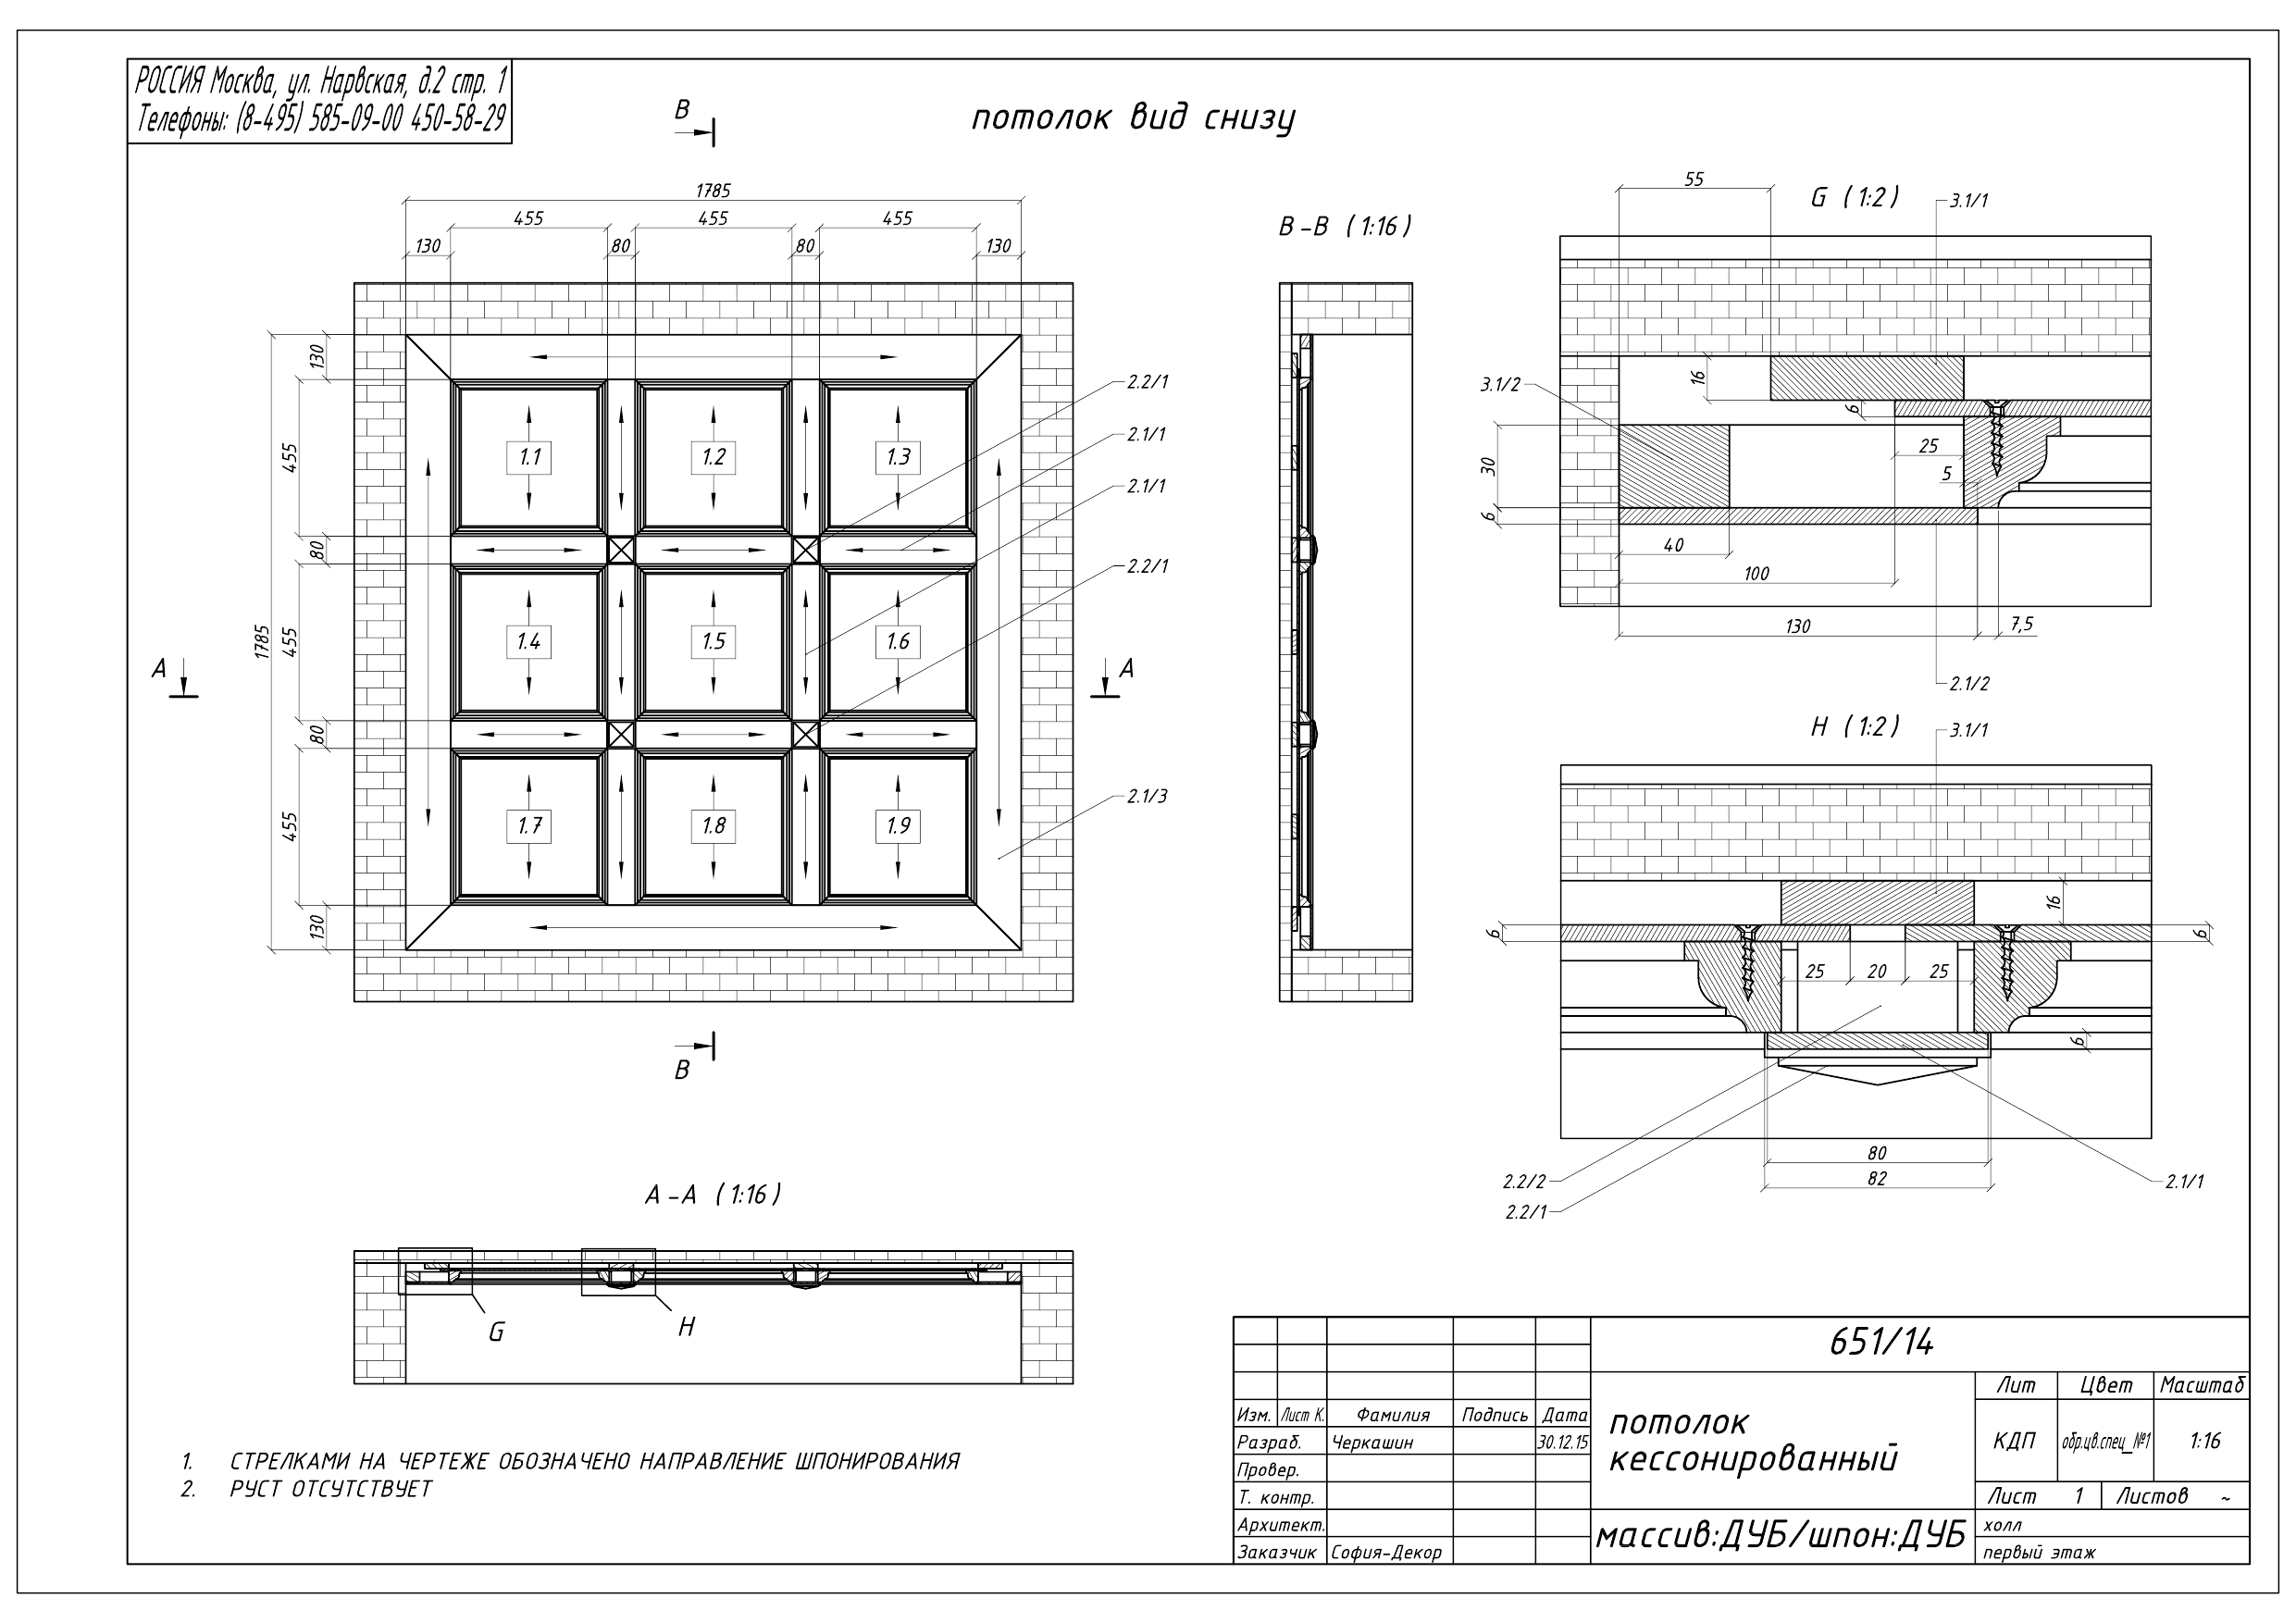 РОССИЯ Москва, ул. Нарвская, д.2 стр. 1
Телефоны: (8-495) 585-09-00 450-58-29
потолок вид снизу
B
1785
455 455 455
130 80 80 130
1785
130
455
80
455
80
455
130
1.1 1.2 1.3
1.4 1.5 1.6
1.7 1.8 1.9
2.2/1
2.1/1
2.1/1
2.2/1
2.1/3
A A
B
B-B (1:16)
G (1:2)
55
3.1/1
3.1/2
16
6
30
6
25
5
40
100
130
7,5
2.1/2
H (1:2)
3.1/1
16
6
6
25 20 25
6
80
82
2.2/2
2.2/1
2.1/1
A-A (1:16)
G
H
1. СТРЕЛКАМИ НА ЧЕРТЕЖЕ ОБОЗНАЧЕНО НАПРАВЛЕНИЕ ШПОНИРОВАНИЯ
2. РУСТ ОТСУТСТВУЕТ
651/14
Изм. Лист К. Фамилия Подпись Дата
Разраб. Черкашин 30.12.15
Провер.
Т. контр.
Архитект.
Заказчик София-Декор
потолок
кессонированный
массив:ДУБ/шпон:ДУБ
Лит Цвет Масштаб
КДП обр.цв.спец_№1 1:16
Лист 1 Листов ~
холл
первый этаж